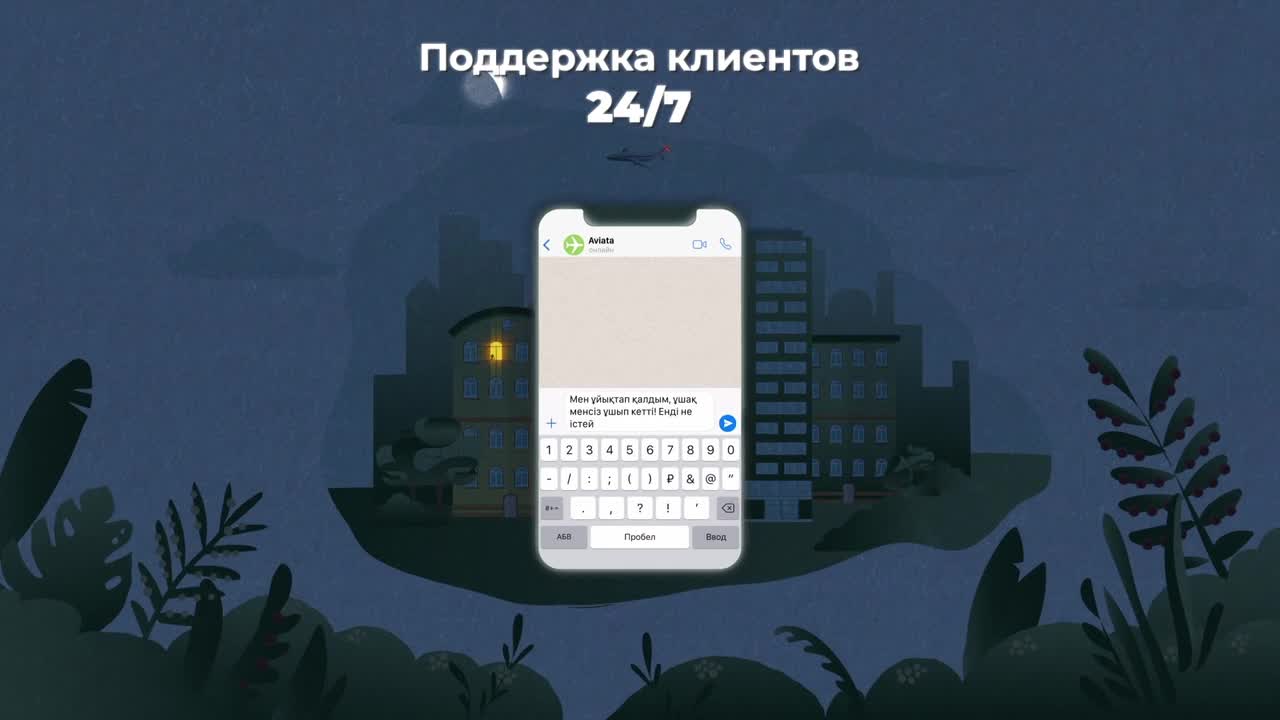 Поддержка клиентов
24/7
Aviata
онлайн
Мен ұйықтап қалдым, ұшақ
менсіз ұшып кетті! Енді не
істей
1 2 3 4 5 6 7 8 9 0
- / : ; ( ) ₽ & @ "
#+= . , ? ! '
АБВ Пробел Ввод